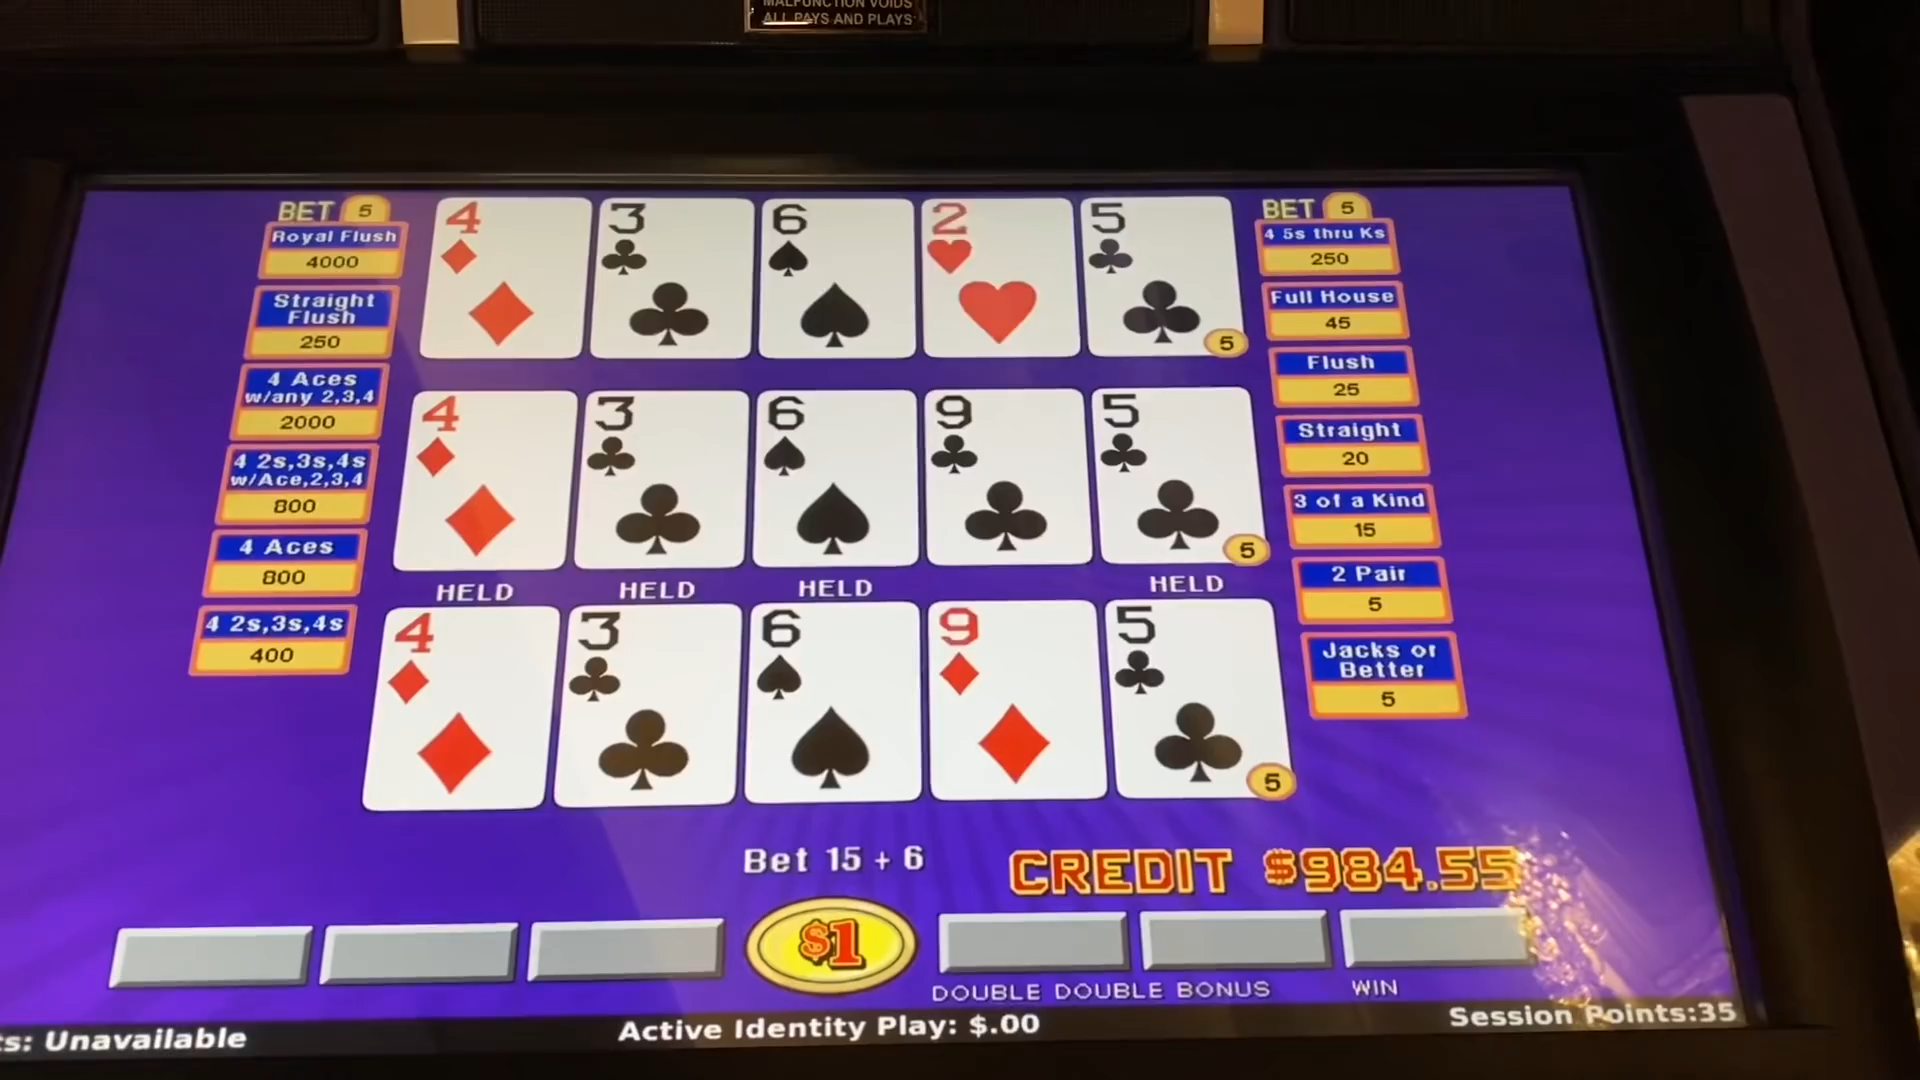 MALFUNCTION VOIDS
ALL PAYS AND PLAYS
BET 5
Royal Flush
4000
Straight
Flush
250
4 Aces
w/any 2,3,4
2000
4 2s,3s,4s
w/Ace,2,3,4
800
4 Aces
800
4 2s,3s,4s
400
4
3
6
2
5
5
4
3
6
9
5
5
HELD
HELD
HELD
HELD
4
3
6
9
5
5
BET 5
4 5s thru Ks
250
Full House
45
Flush
25
Straight
20
3 of a Kind
15
2 Pair
5
Jacks or
Better
5
Bet 15 + 6
CREDIT $984.55
$1
DOUBLE DOUBLE BONUS
WIN
s: Unavailable
Active Identity Play: $.00
Session Points:35